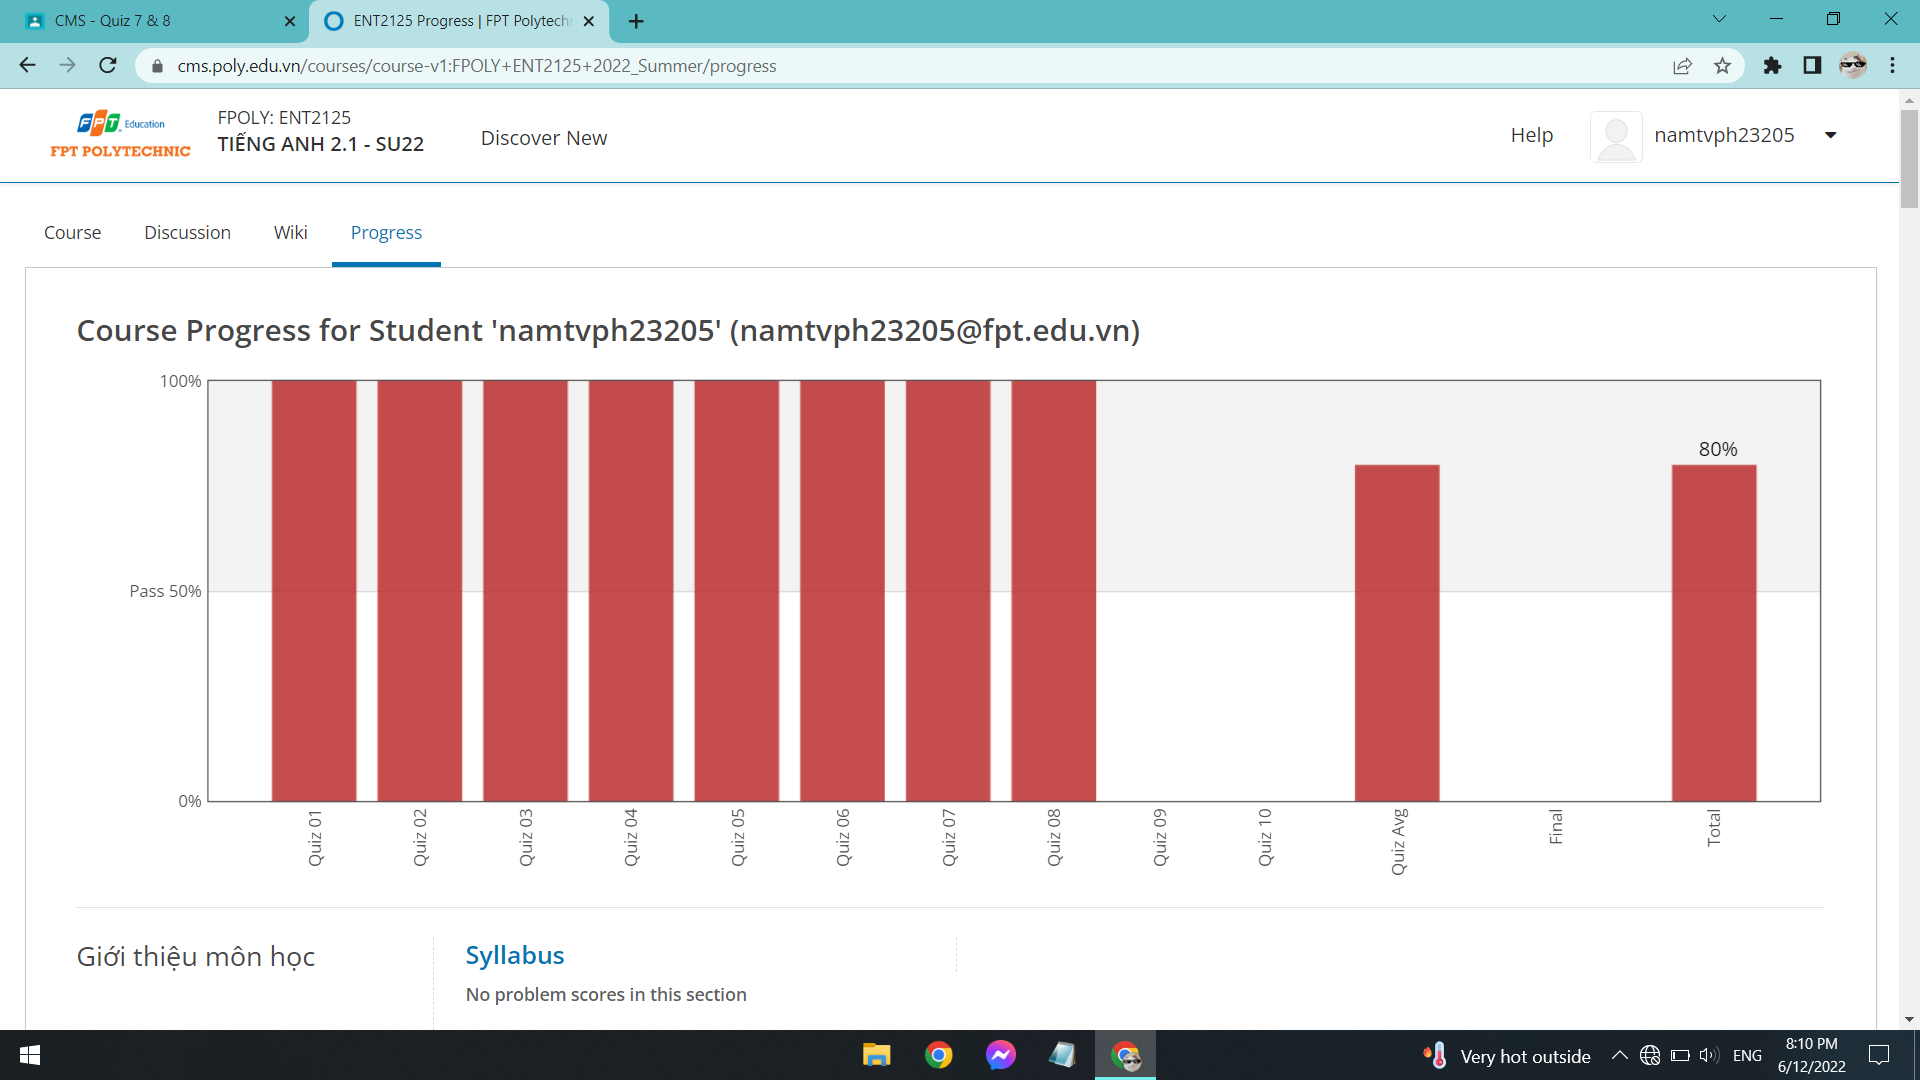 CMS - Quiz 7 & 8
ENT2125 Progress | FPT Polytech
cms.poly.edu.vn/courses/course-v1:FPOLY+ENT2125+2022_Summer/progress
FPT Education
FPT POLYTECHNIC
FPOLY: ENT2125
TIẾNG ANH 2.1 - SU22
Discover New
Help
namtvph23205
Course
Discussion
Wiki
Progress
Course Progress for Student 'namtvph23205' (namtvph23205@fpt.edu.vn)
100%
80%
Pass 50%
0%
Quiz 01
Quiz 02
Quiz 03
Quiz 04
Quiz 05
Quiz 06
Quiz 07
Quiz 08
Quiz 09
Quiz 10
Quiz Avg
Final
Total
Giới thiệu môn học
Syllabus
No problem scores in this section
Very hot outside
ENG
8:10 PM
6/12/2022